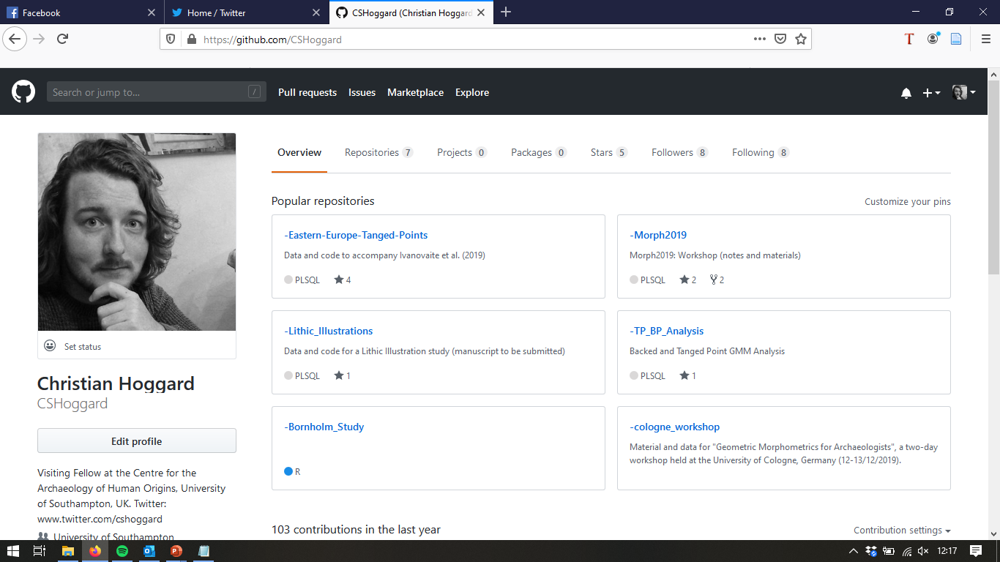 Facebook
Home / Twitter
CSHoggard (Christian Hoggard
https://github.com/CSHoggard
Search or jump to...
/
Pull requests
Issues
Marketplace
Explore
Overview
Repositories 7
Projects 0
Packages 0
Stars 5
Followers 8
Following 8
Set status
Christian Hoggard
CSHoggard
Edit profile
Visiting Fellow at the Centre for the
Archaeology of Human Origins, University
of Southampton, UK. Twitter:
www.twitter.com/cshoggard
University of Southampton
Popular repositories
Customize your pins
-Eastern-Europe-Tanged-Points
Data and code to accompany Ivanovaite et al. (2019)
PLSQL 4
-Morph2019
Morph2019: Workshop (notes and materials)
PLSQL 2 2
-Lithic_Illustrations
Data and code for a Lithic Illustration study (manuscript to be submitted)
PLSQL 1
-TP_BP_Analysis
Backed and Tanged Point GMM Analysis
PLSQL 1
-Bornholm_Study
R
-cologne_workshop
Material and data for "Geometric Morphometrics for Archaeologists", a two-day
workshop held at the University of Cologne, Germany (12-13/12/2019).
103 contributions in the last year
Contribution settings
12:17